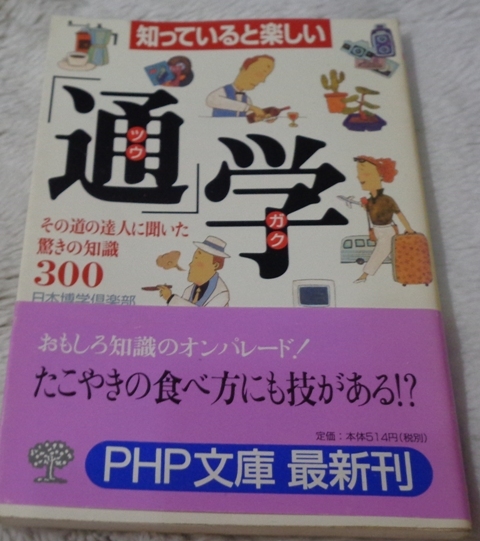 知っていると楽しい
「通」学
ツウ
ガク
その道の達人に聞いた
驚きの知識
300
日本博学倶楽部
おもしろ知識のオンパレード!
たこやきの食べ方にも技がある!?
定価:本体514円(税別)
PHP文庫 最新刊